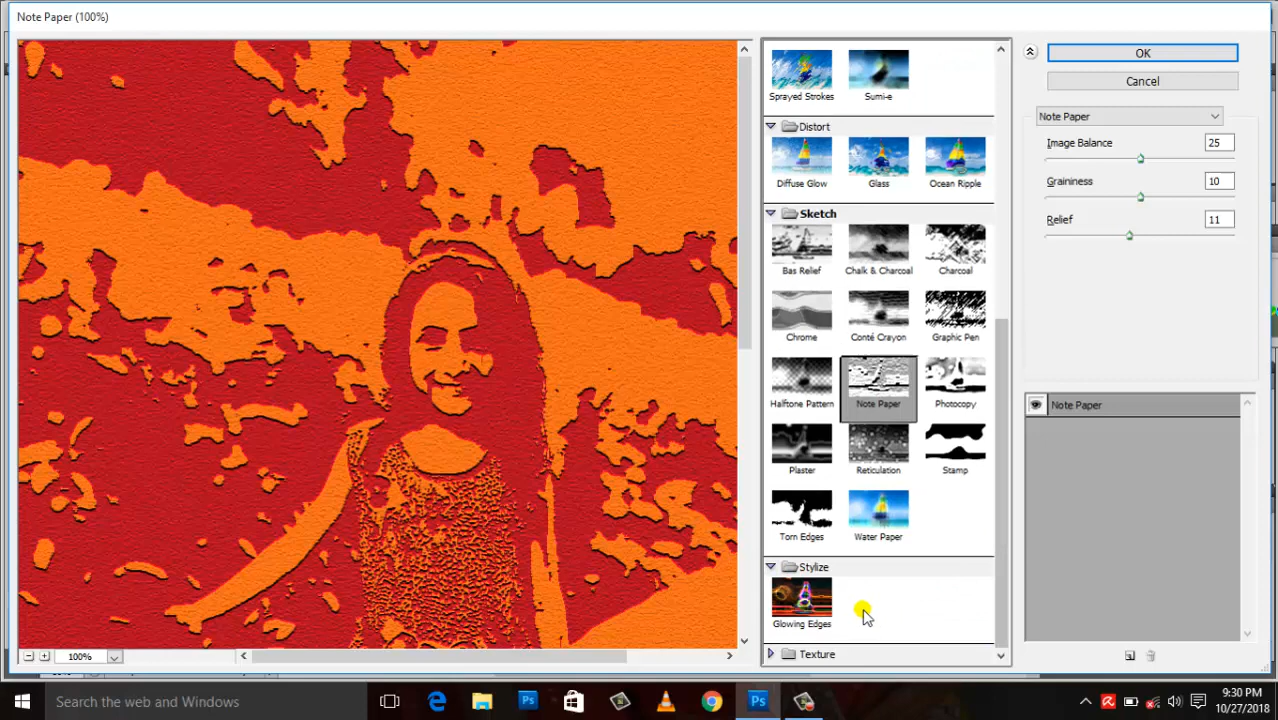 Note Paper (100%)
Sprayed Strokes
Sumi-e
Distort
Diffuse Glow
Glass
Ocean Ripple
Sketch
Bas Relief
Chalk & Charcoal
Charcoal
Chrome
Conté Crayon
Graphic Pen
Halftone Pattern
Note Paper
Photocopy
Plaster
Reticulation
Stamp
Torn Edges
Water Paper
Stylize
Glowing Edges
Texture
OK
Cancel
Note Paper
Image Balance 25
Graininess 10
Relief 11
Note Paper
100%
Search the web and Windows
Ps
Ps
9:30 PM
10/27/2018